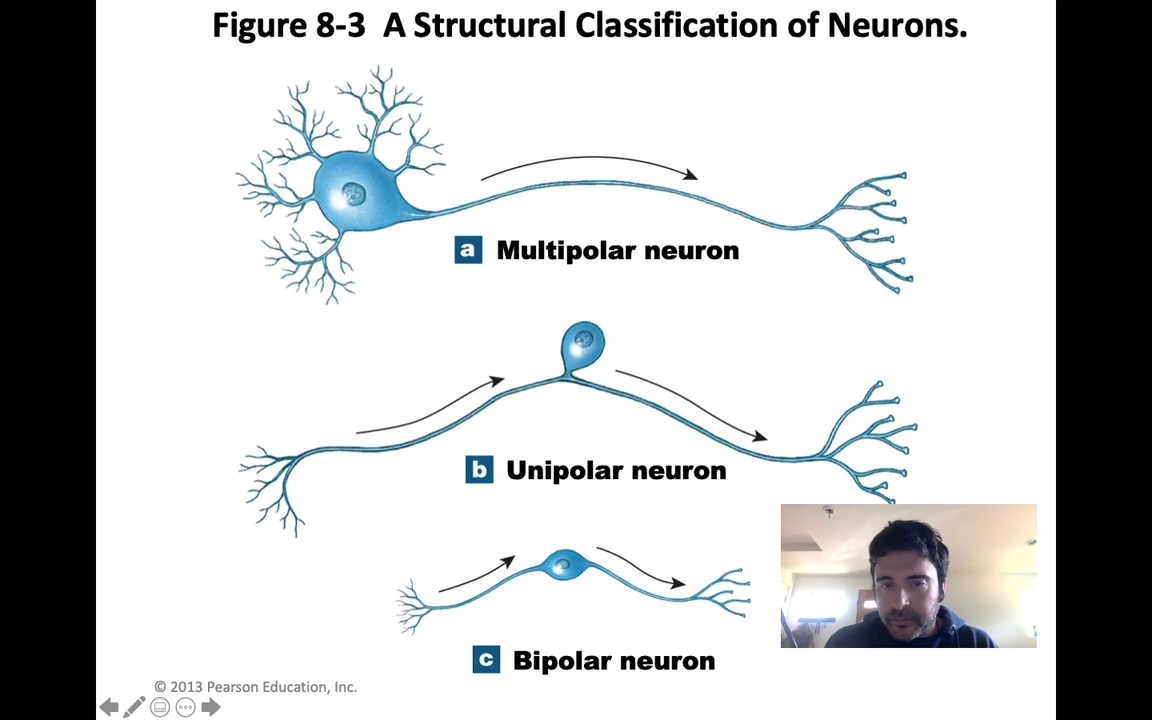 Figure 8-3 A Structural Classification of Neurons.
a Multipolar neuron
b Unipolar neuron
c Bipolar neuron
© 2013 Pearson Education, Inc.